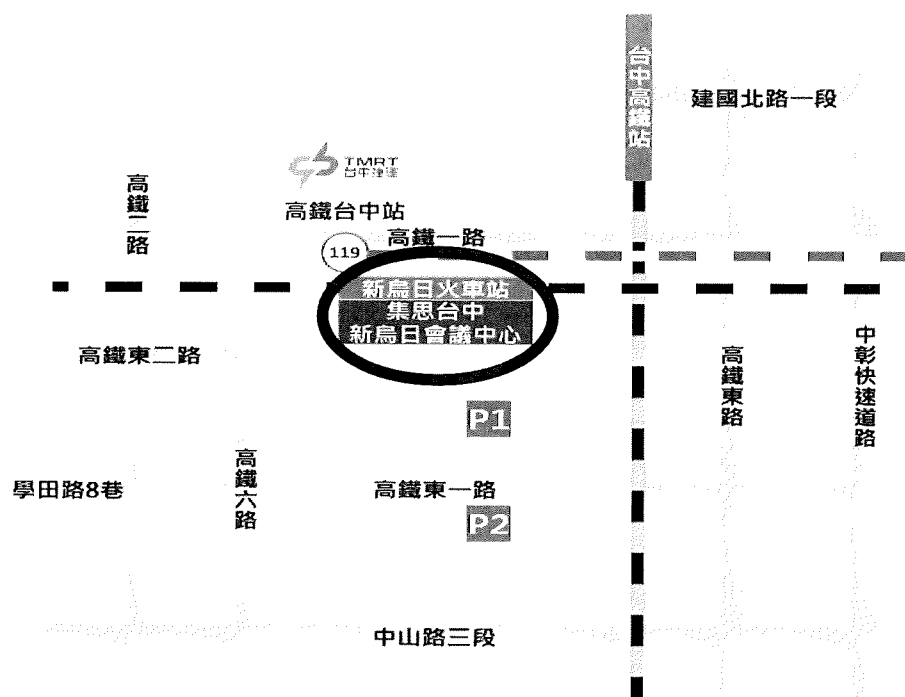 台中高鐵站
建國北路一段
TMRT
台中捷運
高鐵台中站
高鐵二路
高鐵一路
119
新烏日火車站
集思台中
新烏日會議中心
高鐵東二路
高鐵東路
中彰快速道路
P1
高鐵六路
學田路8巷
高鐵東一路
P2
中山路三段